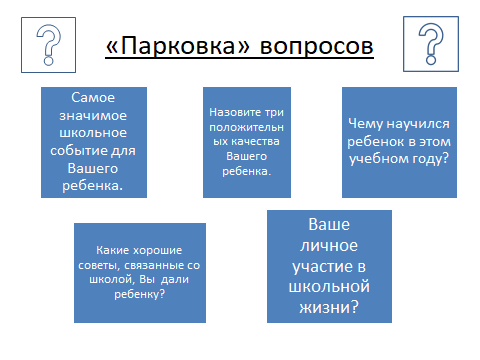 «Парковка» вопросов
Самое
значимое
школьное
событие для
Вашего
ребенка.
Назовите три
положительн
ых качества
Вашего
ребенка.
Чему научился
ребенок в этом
учебном году?
Какие хорошие
советы, связанные со
школой, Вы дали
ребенку?
Ваше
личное
участие в
школьной
жизни?